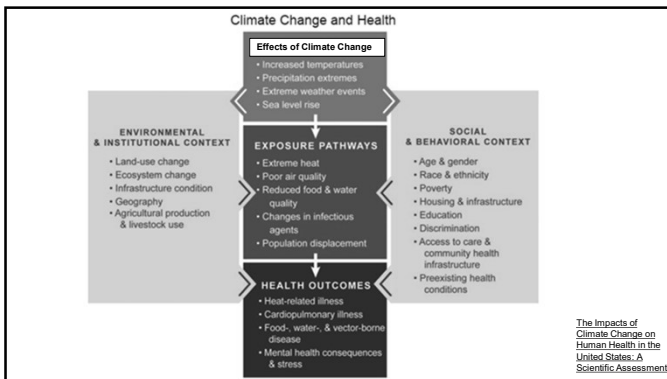 Climate Change and Health
Effects of Climate Change
• Increased temperatures
• Precipitation extremes
• Extreme weather events
• Sea level rise
ENVIRONMENTAL
& INSTITUTIONAL CONTEXT
• Land-use change
• Ecosystem change
• Infrastructure condition
• Geography
• Agricultural production
& livestock use
EXPOSURE PATHWAYS
• Extreme heat
• Poor air quality
• Reduced food & water
quality
• Changes in infectious
agents
• Population displacement
SOCIAL
& BEHAVIORAL CONTEXT
• Age & gender
• Race & ethnicity
• Poverty
• Housing & infrastructure
• Education
• Discrimination
• Access to care &
community health
infrastructure
• Preexisting health
conditions
HEALTH OUTCOMES
• Heat-related illness
• Cardiopulmonary illness
• Food-, water-, & vector-borne
disease
• Mental health consequences
& stress
The Impacts of
Climate Change on
Human Health in the
United States: A
Scientific Assessment